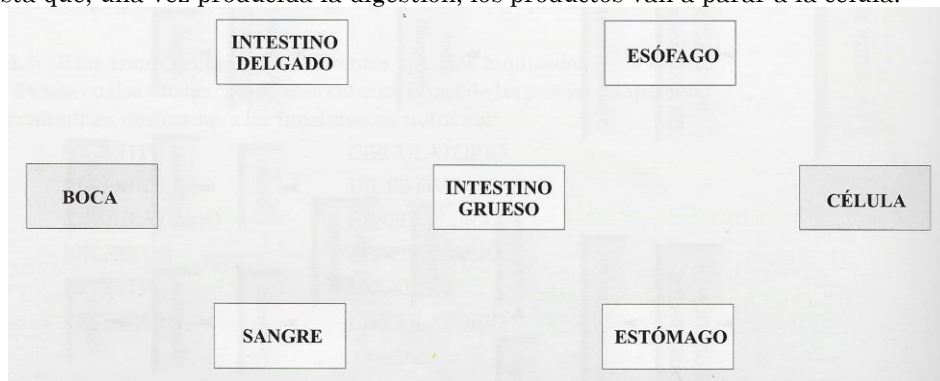 que, una vez producida la digestión, los productos van a parar a la célula.
INTESTINO
DELGADO
ESÓFAGO
BOCA
INTESTINO
GRUESO
CÉLULA
SANGRE
ESTÓMAGO